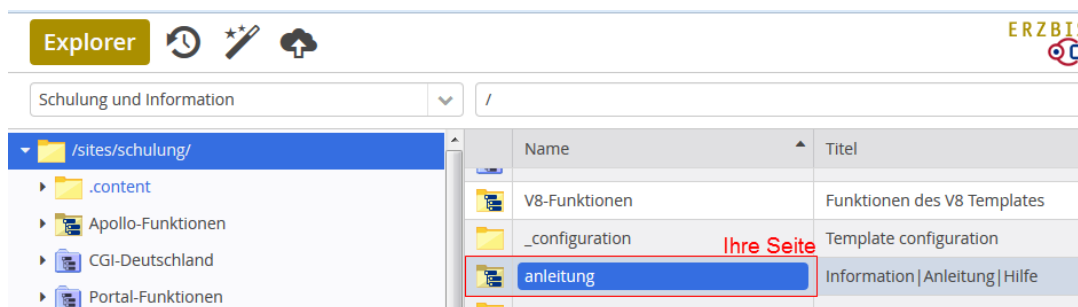 Explorer
ERZBIS
Schulung und Information
/
/sites/schulung/
.content
Apollo-Funktionen
CGI-Deutschland
Portal-Funktionen
Name Titel
V8-Funktionen Funktionen des V8 Templates
_configuration Template configuration
Ihre Seite
anleitung Information|Anleitung|Hilfe